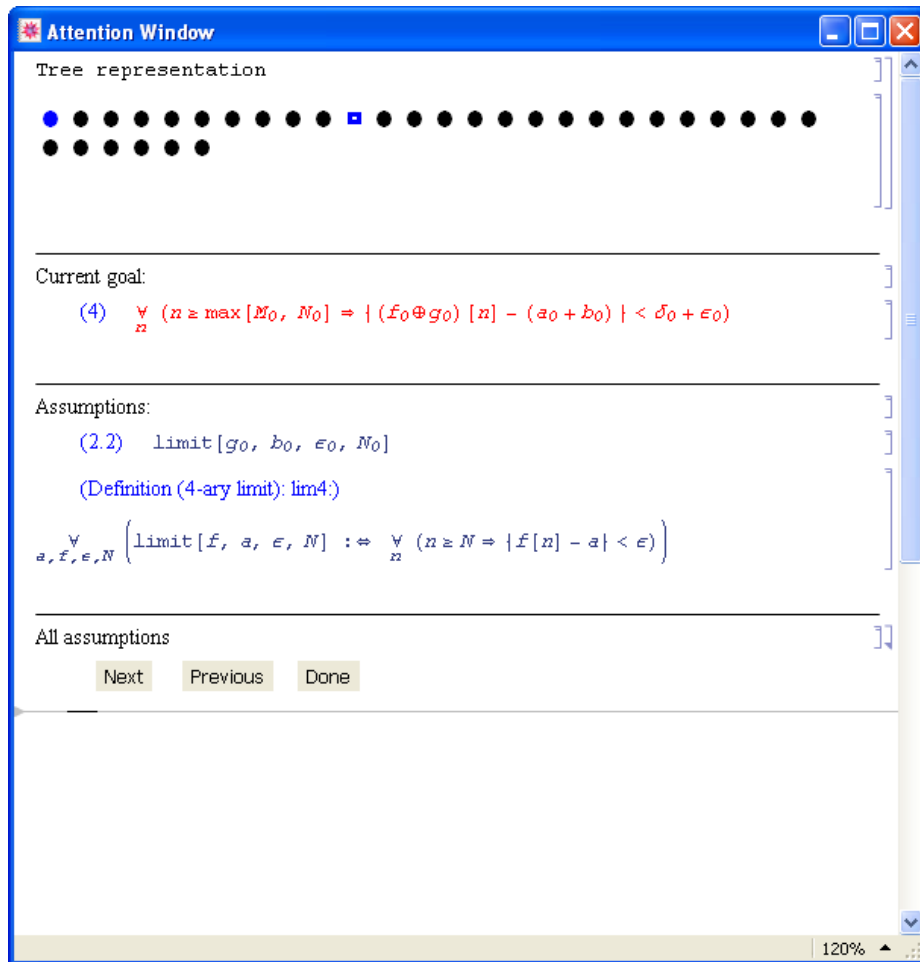 Attention Window
Tree representation
Current goal:
(4) ∀ (n ≥ max[M₀, N₀] ⇒ |(f₀⊕g₀)[n] - (a₀ + b₀)| < δ₀ + ϵ₀)
n
Assumptions:
(2.2) limit[g₀, b₀, ϵ₀, N₀]
(Definition (4-ary limit): lim4:)
∀ (limit[f, a, ϵ, N] :⇔ ∀ (n ≥ N ⇒ |f[n] - a| < ϵ))
a,f,ϵ,N n
All assumptions
Next Previous Done
120%